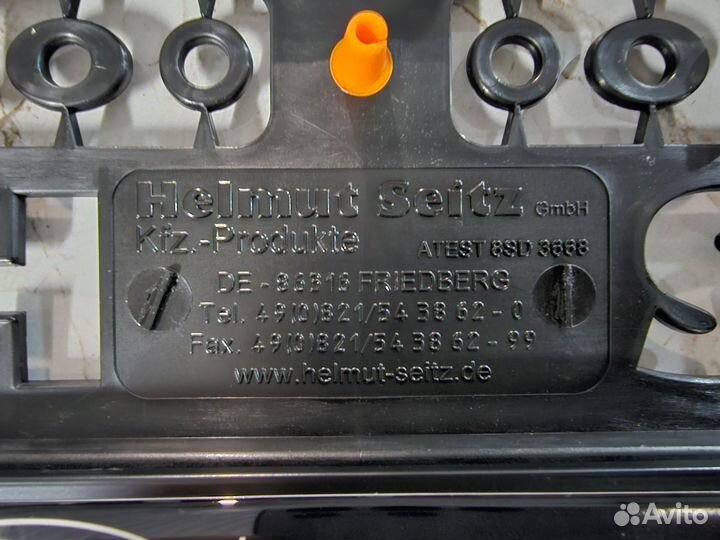 Helmut Seitz GmbH
Kfz.-Produkte ATEST 8SD 3668
DE - 86316 FRIEDBERG
Tel. 49(0)821/54 38 62 - 0
Fax. 49(0)821/54 38 62 - 99
www.helmut-seitz.de
Avito